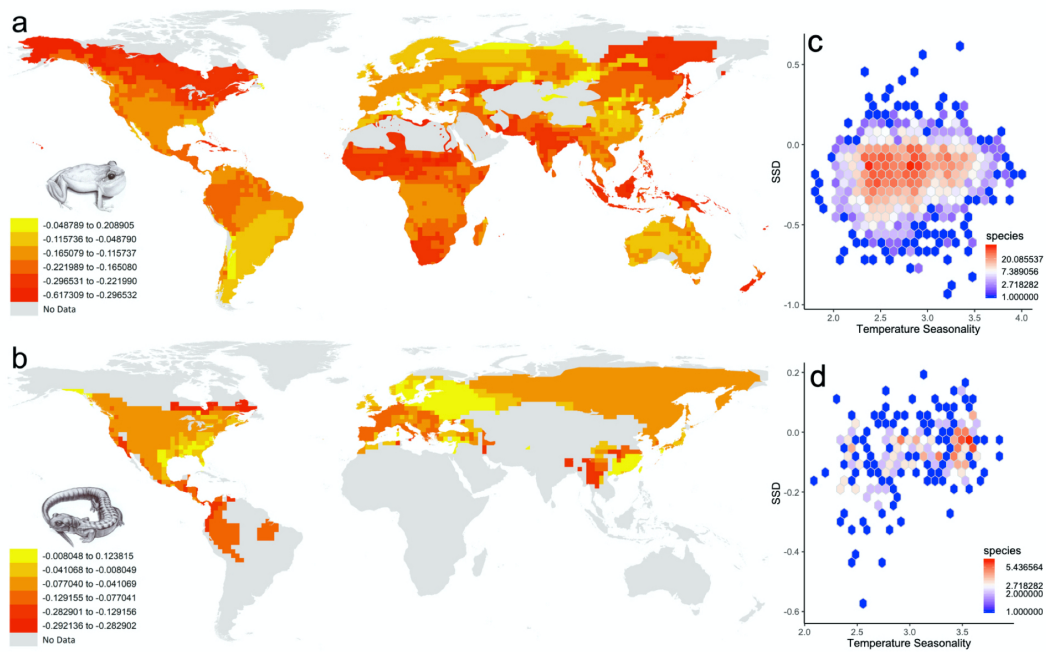 a
-0.048789 to 0.208905
-0.115736 to -0.048790
-0.165079 to -0.115737
-0.221989 to -0.165080
-0.296531 to -0.221990
-0.617309 to -0.296532
No Data
b
-0.008048 to 0.123815
-0.041068 to -0.008049
-0.077040 to -0.041069
-0.129155 to -0.077041
-0.282901 to -0.129156
-0.292136 to -0.282902
No Data
c
0.5
0.0
-0.5
-1.0
SSD
species
20.085537
7.389056
2.718282
1.000000
2.0 2.5 3.0 3.5 4.0
Temperature Seasonality
d
0.2
0.0
-0.2
-0.4
-0.6
SSD
species
5.436564
2.718282
2.000000
1.000000
2.0 2.5 3.0 3.5
Temperature Seasonality